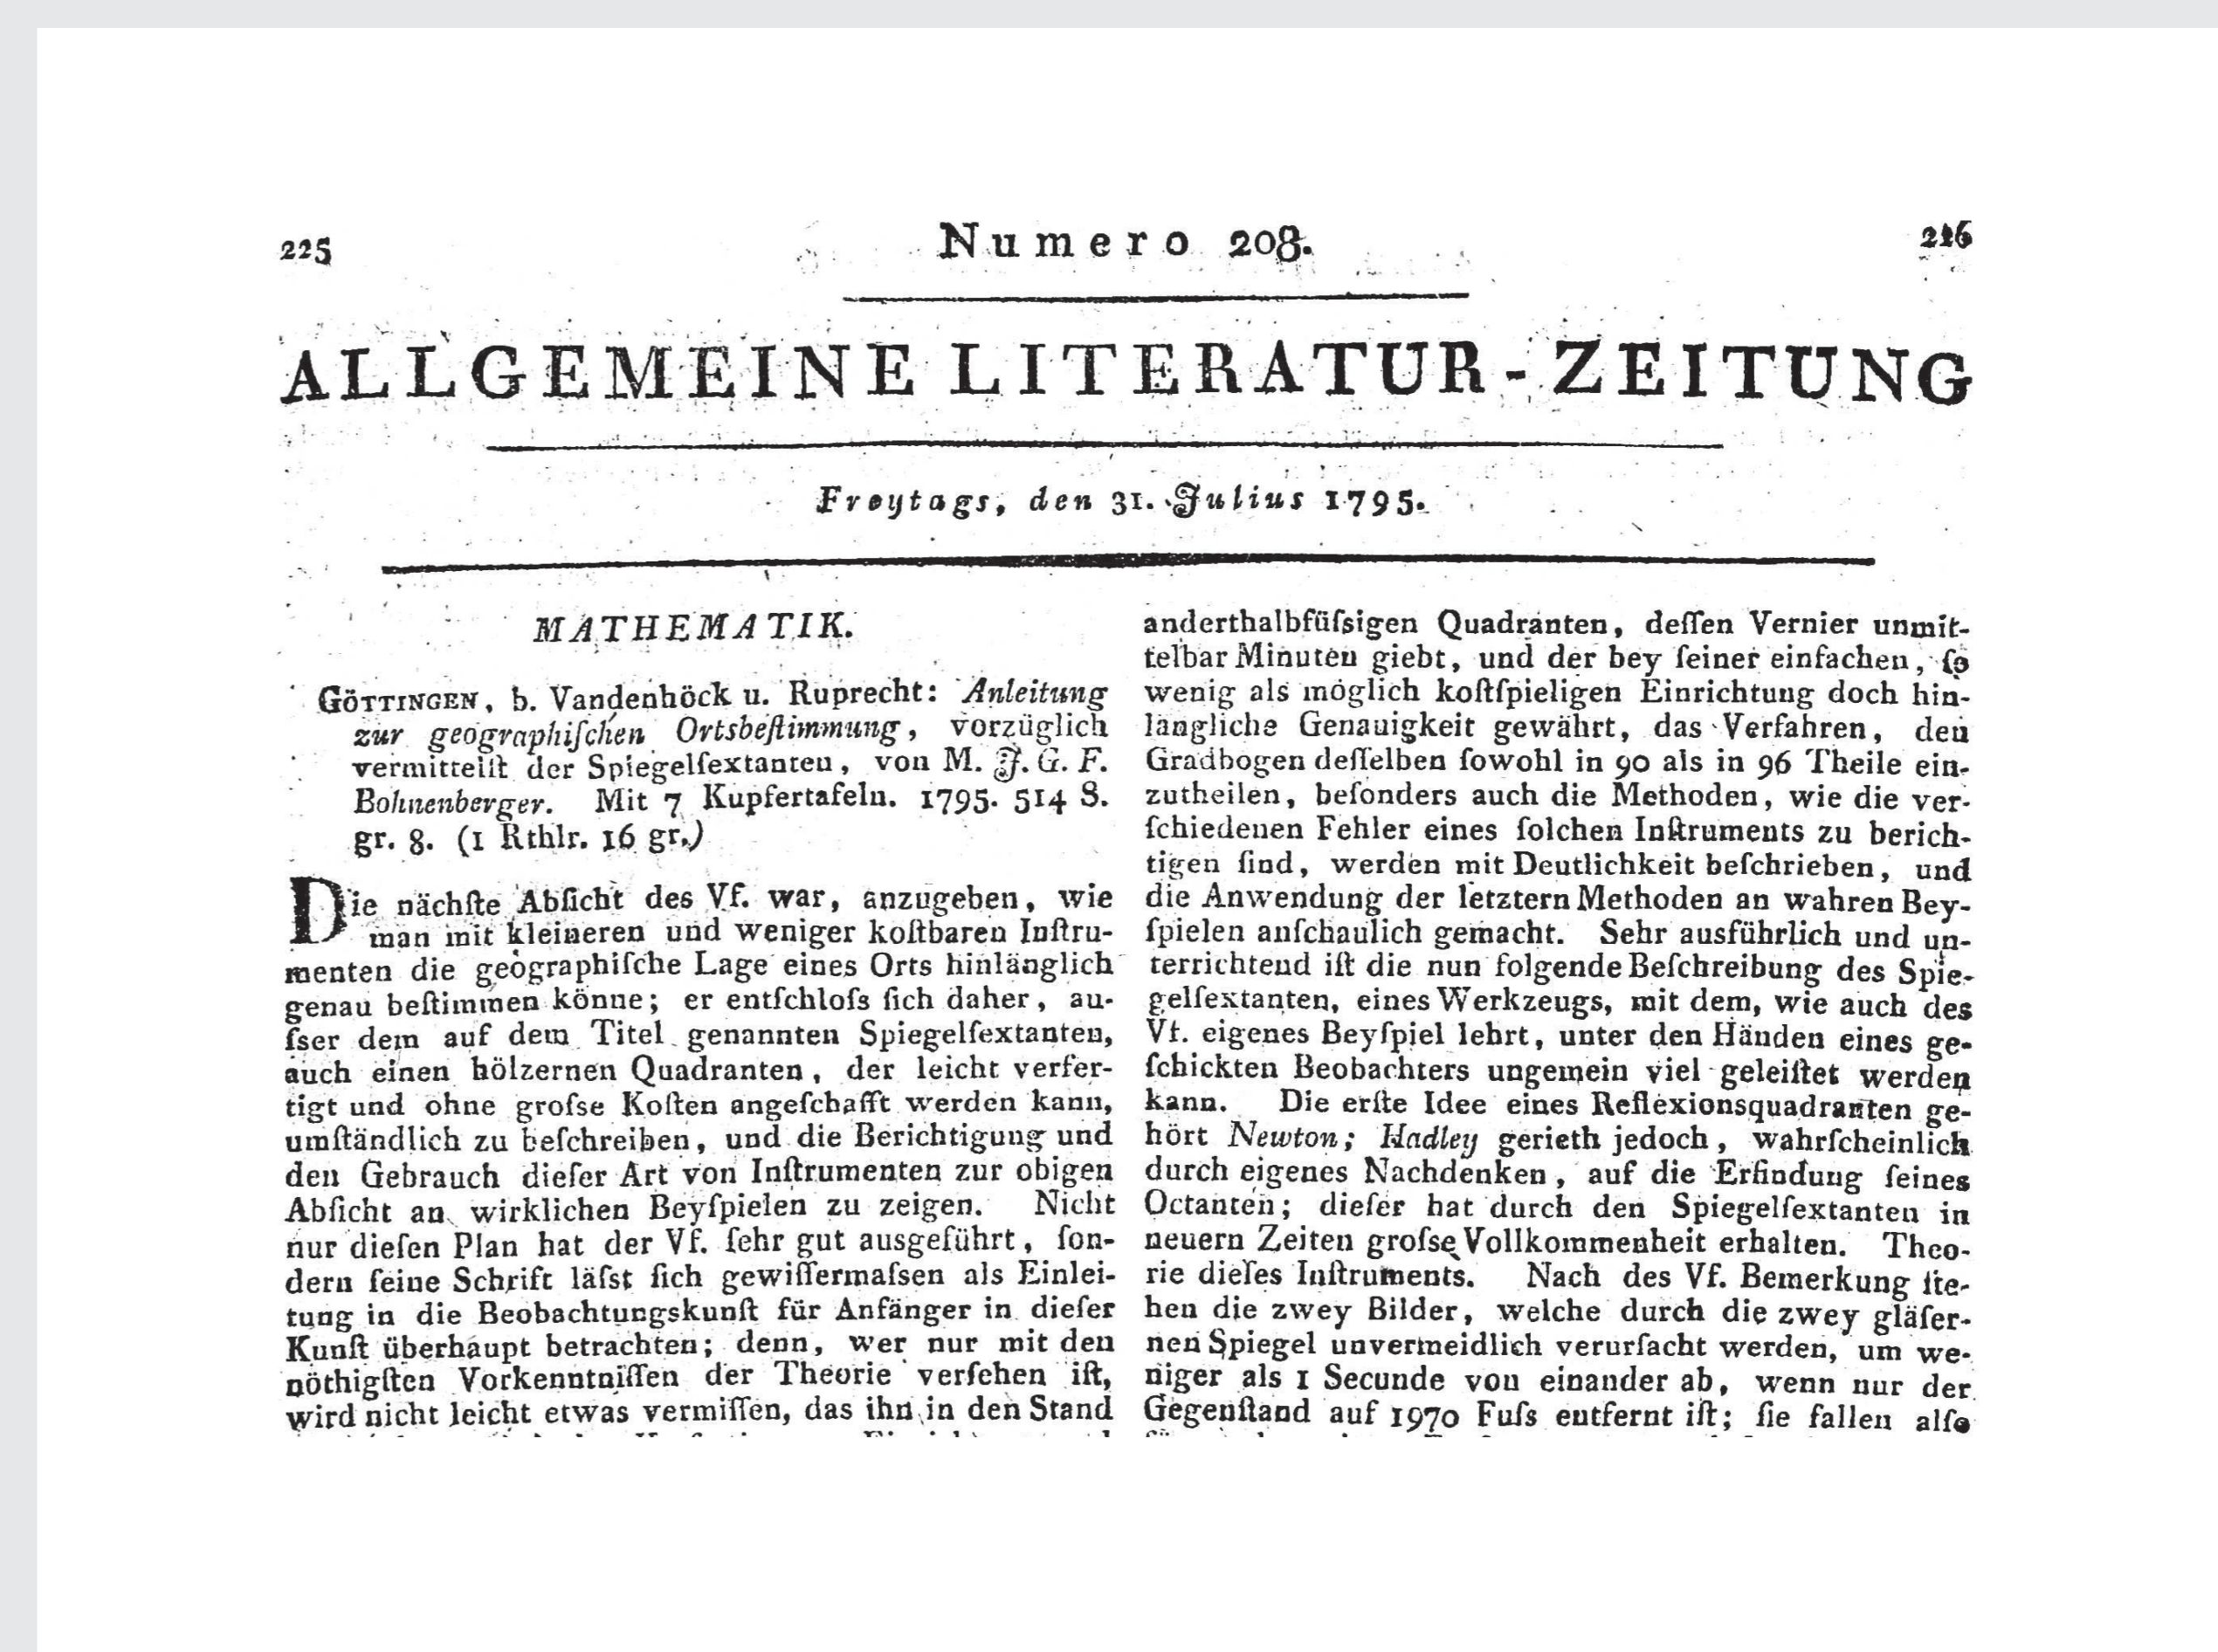 225
Numero 208.
226
ALLGEMEINE LITERATUR-ZEITUNG
Freytags, den 31. Julius 1795.
MATHEMATIK.
GÖTTINGEN, b. Vandenhöck u. Ruprecht: Anleitung
zur geographiſchen Ortsbeſtimmung, vorzüglich
vermittelſt der Spiegelſextanten, von M. J. G. F.
Bohnenberger. Mit 7 Kupfertafeln. 1795. 514 S.
gr. 8. (1 Rthlr. 16 gr.)
Die nächſte Abſicht des Vf. war, anzugeben, wie
man mit kleineren und weniger koſtbaren Inſtru-
menten die geographiſche Lage eines Orts hinlänglich
genau beſtimmen könne; er entſchloſs ſich daher, au-
ſser dem auf dem Titel genannten Spiegelſextanten,
auch einen hölzernen Quadranten, der leicht verfer-
tigt und ohne groſse Koſten angeſchafft werden kann,
umſtändlich zu beſchreiben, und die Berichtigung und
den Gebrauch dieſer Art von Inſtrumenten zur obigen
Abſicht an wirklichen Beyſpielen zu zeigen. Nicht
nur dieſen Plan hat der Vf. ſehr gut ausgeführt, ſon-
dern ſeine Schrift läſst ſich gewiſſermaſsen als Einlei-
tung in die Beobachtungskunſt für Anfänger in dieſer
Kunſt überhaupt betrachten; denn, wer nur mit den
nöthigſten Vorkenntniſſen der Theorie verſehen iſt,
wird nicht leicht etwas vermiſſen, das ihn in den Stand
anderthalbfüſsigen Quadranten, deſſen Vernier unmit-
telbar Minuten giebt, und der bey ſeiner einfachen, ſo
wenig als möglich koſtſpieligen Einrichtung doch hin-
längliche Genauigkeit gewährt, das Verfahren, den
Gradbogen deſſelben ſowohl in 90 als in 96 Theile ein-
zutheilen, beſonders auch die Methoden, wie die ver-
ſchiedenen Fehler eines ſolchen Inſtruments zu berich-
tigen ſind, werden mit Deutlichkeit beſchrieben, und
die Anwendung der letztern Methoden an wahren Bey-
ſpielen anſchaulich gemacht. Sehr ausführlich und un-
terrichtend iſt die nun folgende Beſchreibung des Spie-
gelſextanten, eines Werkzeugs, mit dem, wie auch des
Vf. eigenes Beyſpiel lehrt, unter den Händen eines ge-
ſchickten Beobachters ungemein viel geleiſtet werden
kann. Die erſte Idee eines Reflexionsquadranten ge-
hört Newton; Hadley gerieth jedoch, wahrſcheinlich
durch eigenes Nachdenken, auf die Erfindung ſeines
Octanten; dieſer hat durch den Spiegelſextanten in
neuern Zeiten groſse Vollkommenheit erhalten. Theo-
rie dieſes Inſtruments. Nach des Vf. Bemerkung ſte-
hen die zwey Bilder, welche durch die zwey gläſer-
nen Spiegel unvermeidlich verurſacht werden, um we-
niger als 1 Secunde von einander ab, wenn nur der
Gegenſtand auf 1970 Fuſs entfernt iſt; ſie fallen alſo